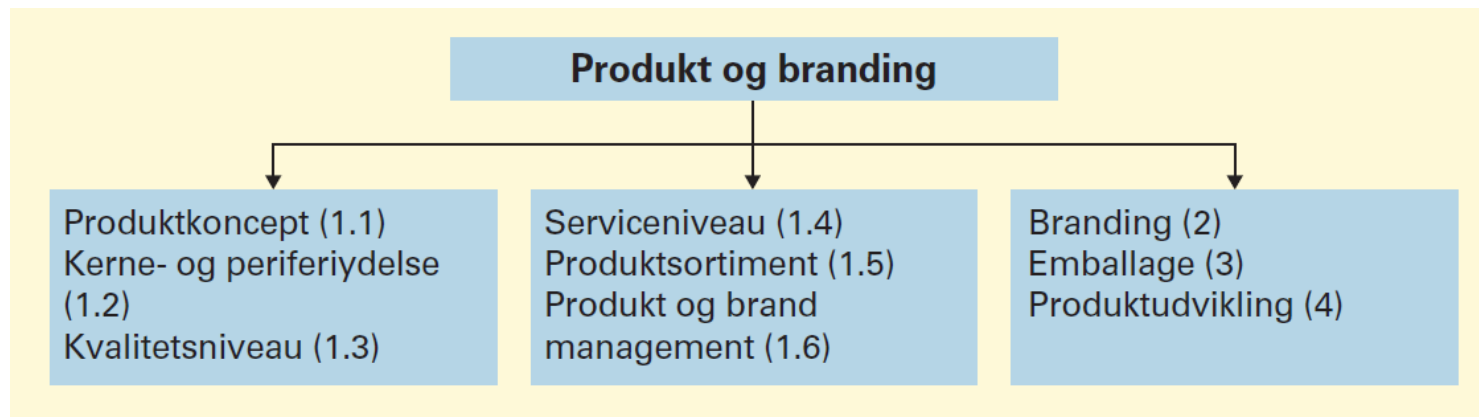 Produkt og branding
Produktkoncept (1.1)
Kerne- og periferiydelse
(1.2)
Kvalitetsniveau (1.3)
Serviceniveau (1.4)
Produktsortiment (1.5)
Produkt og brand
management (1.6)
Branding (2)
Emballage (3)
Produktudvikling (4)